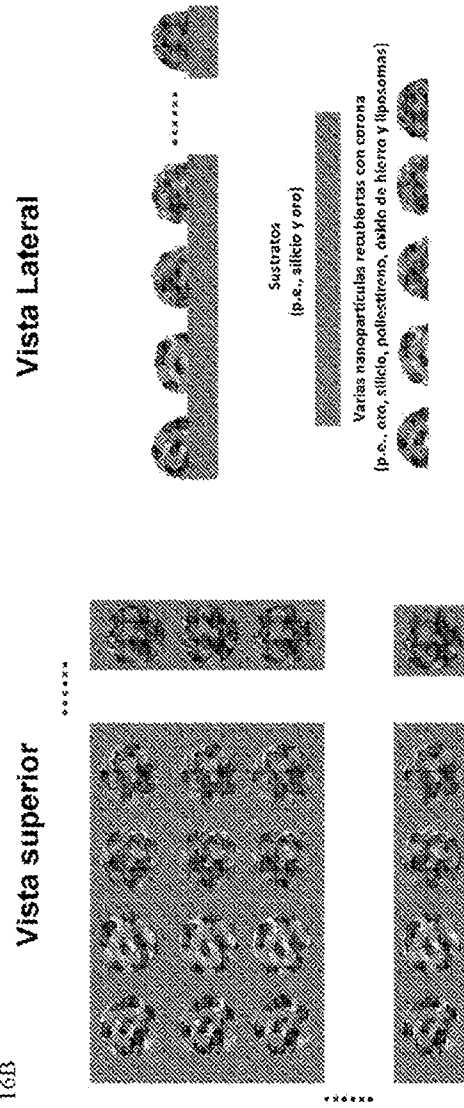 16B
Vista superior
Vista Lateral
Sustratos
(p.e., silicio y oro)
Varias nanopartículas recubiertas con corona
(p.e., oro, silicio, poliestireno, óxido de hierro y liposomas)